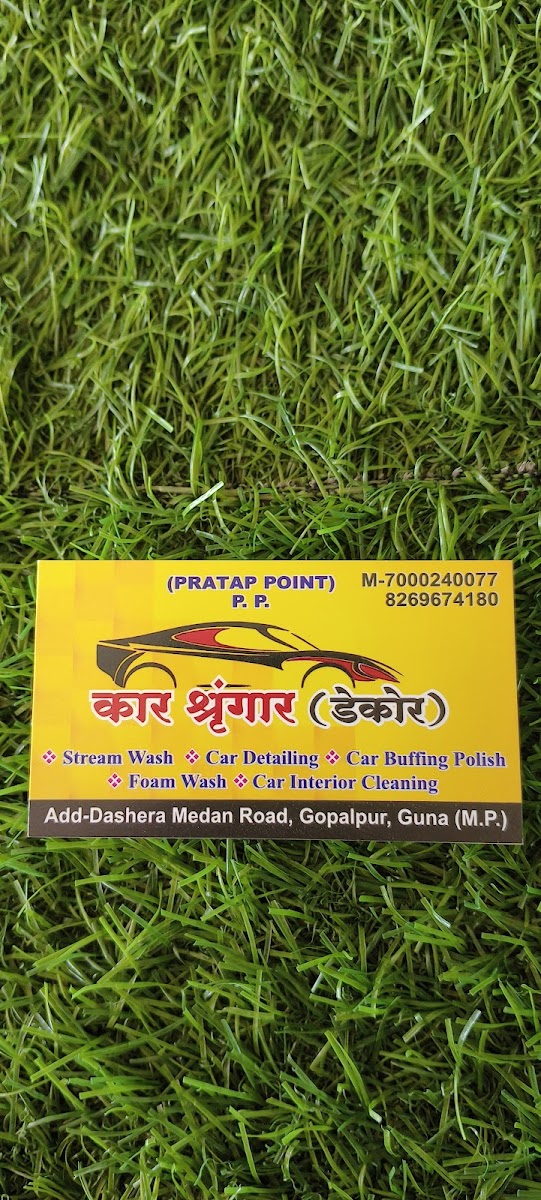 (PRATAP POINT) M-7000240077
P. P. 8269674180
कार श्रृंगार (डेकोर)
❖ Stream Wash ❖ Car Detailing ❖ Car Buffing Polish
❖ Foam Wash ❖ Car Interior Cleaning
Add-Dashera Medan Road, Gopalpur, Guna (M.P.)